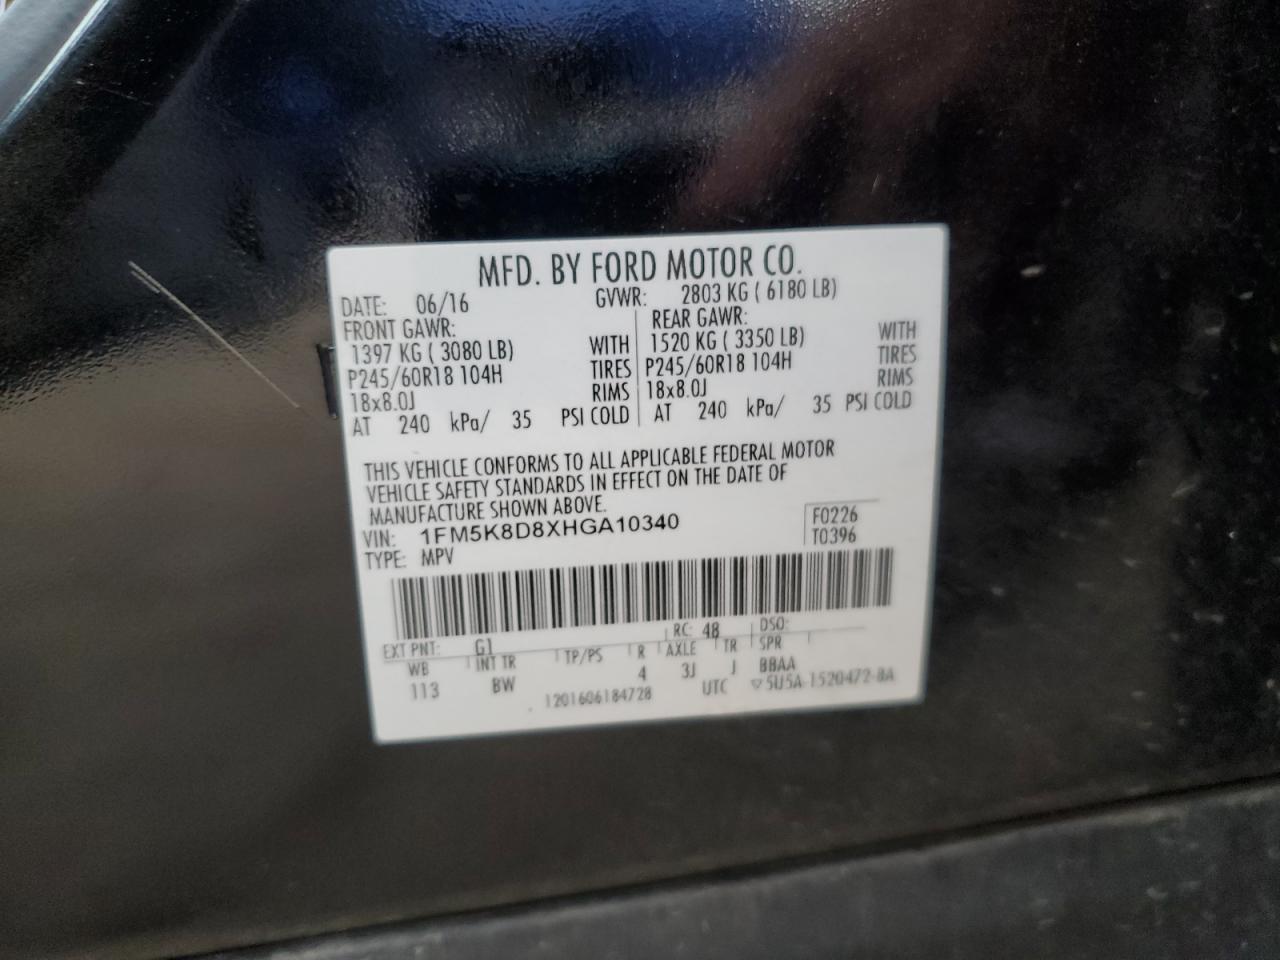 MFD. BY FORD MOTOR CO.
DATE: 06/16 GVWR: 2803 KG ( 6180 LB)
FRONT GAWR: REAR GAWR:
1397 KG ( 3080 LB) WITH 1520 KG ( 3350 LB) WITH
P245/60R18 104H TIRES P245/60R18 104H TIRES
18x8.0J RIMS 18x8.0J RIMS
AT 240 kPa/ 35 PSI COLD AT 240 kPa/ 35 PSI COLD
THIS VEHICLE CONFORMS TO ALL APPLICABLE FEDERAL MOTOR
VEHICLE SAFETY STANDARDS IN EFFECT ON THE DATE OF
MANUFACTURE SHOWN ABOVE.
VIN: 1FM5K8D8XHGA10340 F0226
TYPE: MPV T0396
EXT PNT: G1 RC: 48 DSO:
WB INT TR TP/PS R AXLE TR SPR
113 BW 4 3J J BBAA
1201606184728 UTC ▽5U5A-1520472-BA